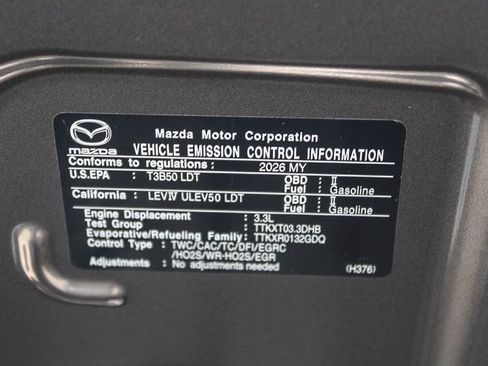 Mazda Motor Corporation
mazda VEHICLE EMISSION CONTROL INFORMATION
Conforms to regulations : 2026 MY
U.S.EPA : T3B50 LDT OBD : II
Fuel : Gasoline
California : LEVIV ULEV50 LDT OBD : II
Fuel : Gasoline
Engine Displacement : 3.3L
Test Group : TTKXT03.3DHB
Evaporative/Refueling Family: TTKXR0132GDQ
Control Type : TWC/CAC/TC/DFI/EGRC
/HO2S/WR-HO2S/EGR
Adjustments : No adjustments needed
(H376)